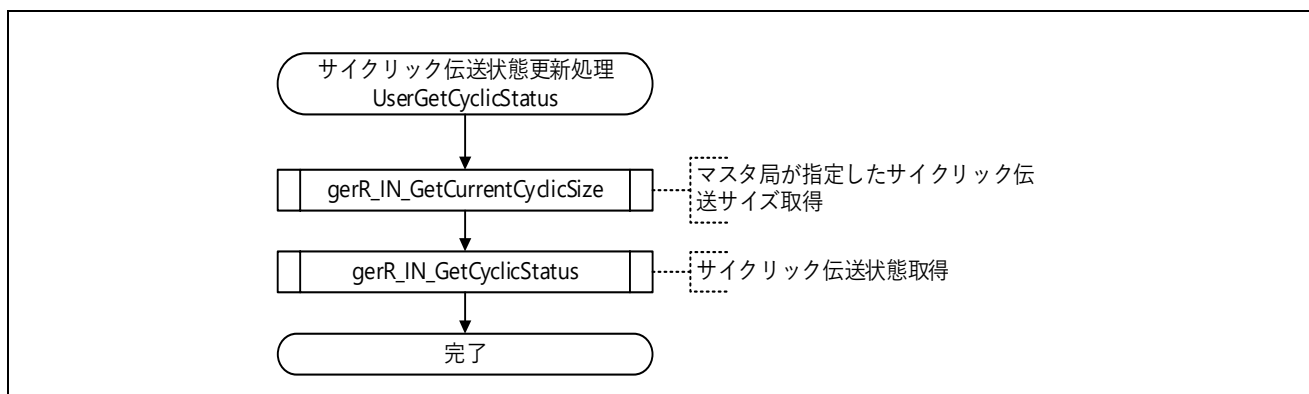 サイクリック伝送状態更新処理
UserGetCyclicStatus
gerR_IN_GetCurrentCyclicSize
マスタ局が指定したサイクリック伝
送サイズ取得
gerR_IN_GetCyclicStatus
サイクリック伝送状態取得
完了